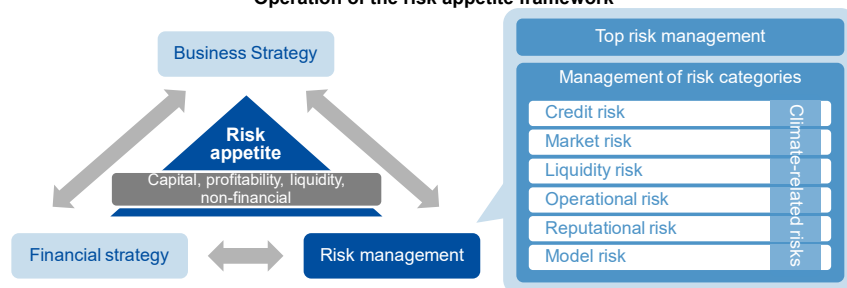 Operation of the risk appetite framework
Business Strategy
Risk
appetite
Capital, profitability, liquidity,
non-financial
Financial strategy
Risk management
Top risk management
Management of risk categories
Credit risk
Market risk
Liquidity risk
Operational risk
Reputational risk
Model risk
Climate-related risks